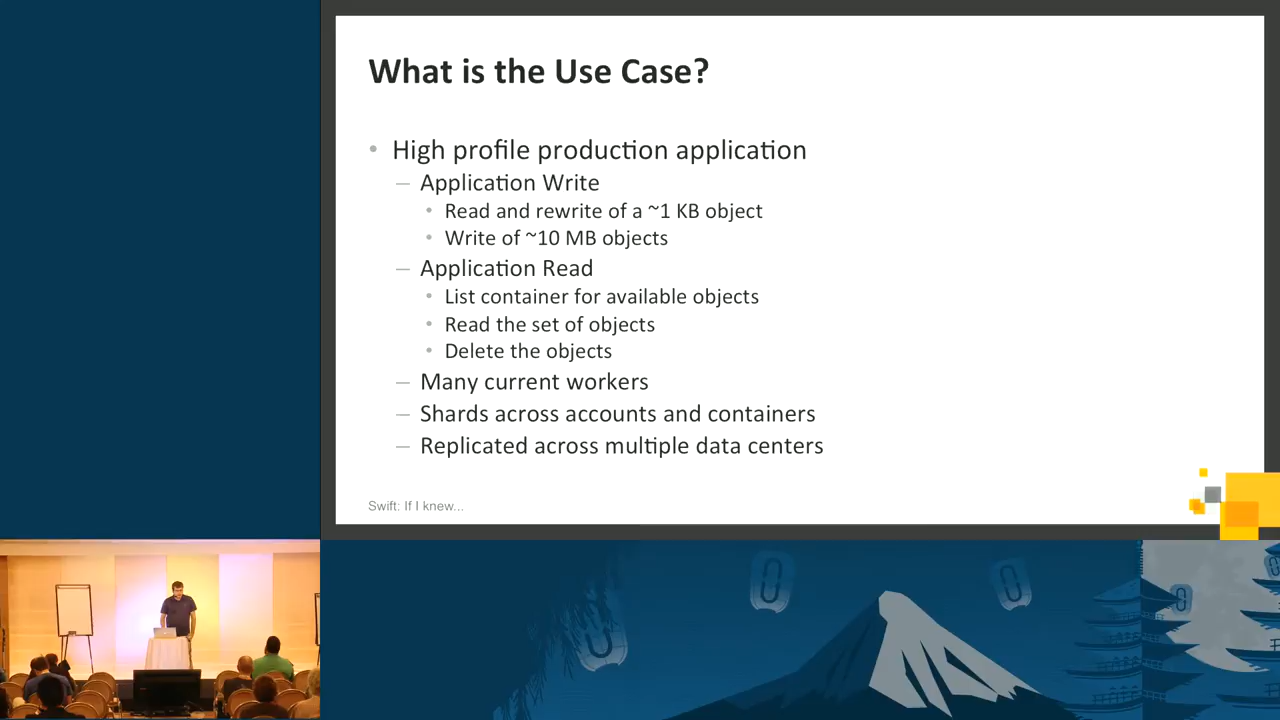 What is the Use Case?
• High profile production application
– Application Write
• Read and rewrite of a ~1 KB object
• Write of ~10 MB objects
– Application Read
• List container for available objects
• Read the set of objects
• Delete the objects
– Many current workers
– Shards across accounts and containers
– Replicated across multiple data centers
Swift: If I knew...